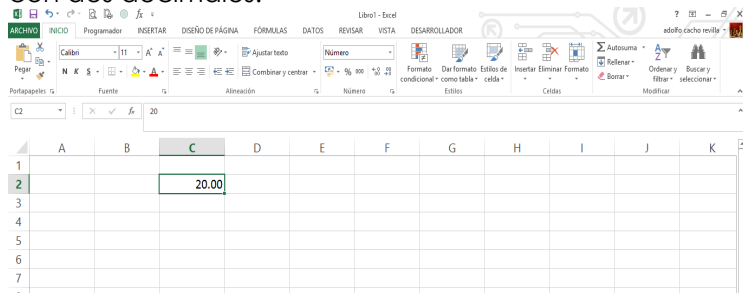 con dos decimales.
Libro1 - Excel
ARCHIVO INICIO Programador INSERTAR DISEÑO DE PÁGINA FÓRMULAS DATOS REVISAR VISTA DESARROLLADOR adolfo.cacho revilla
Calibri 11 A A Ajustar texto Número Σ Autosuma
Rellenar
Pegar N K S A Combinar y centrar % 000 Formato condicional Dar formato como tabla Estilos de celda Insertar Eliminar Formato Borrar Ordenar y filtrar Buscar y seleccionar
Portapapeles Fuente Alineación Número Estilos Celdas Modificar
C2 fx 20
A B C D E F G H I J K
1
2 20.00
3
4
5
6
7